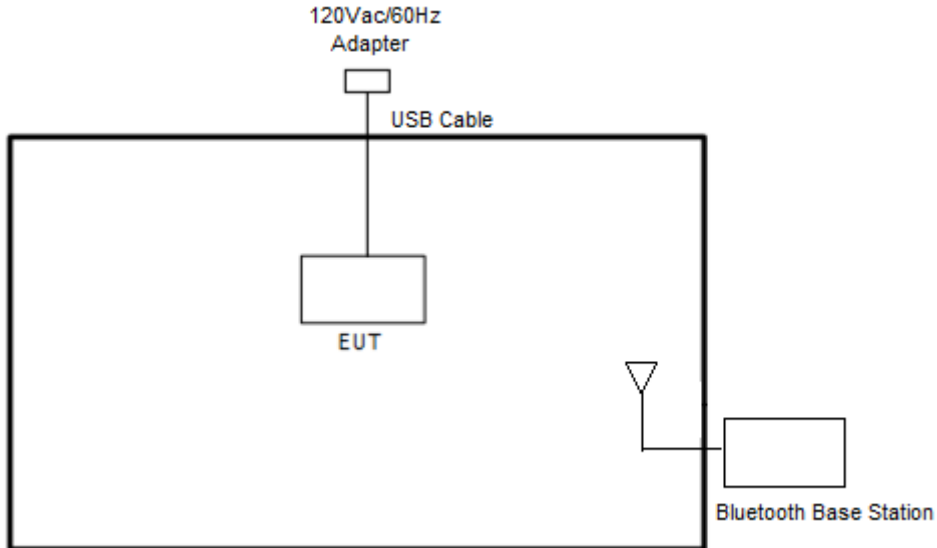 120Vac/60Hz
Adapter
USB Cable
EUT
Bluetooth Base Station